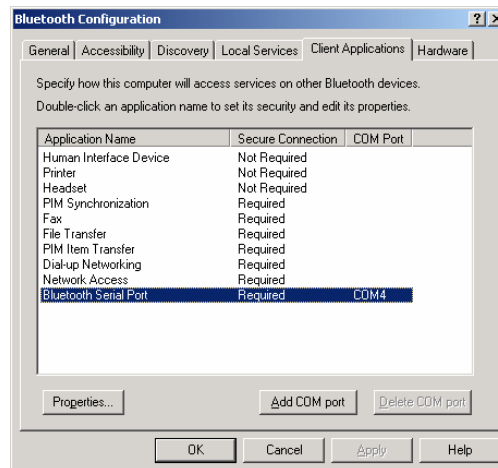 Bluetooth Configuration
General Accessibility Discovery Local Services Client Applications Hardware
Specify how this computer will access services on other Bluetooth devices.
Double-click an application name to set its security and edit its properties.
Application Name Secure Connection COM Port
Human Interface Device Not Required
Printer Not Required
Headset Not Required
PIM Synchronization Required
Fax Required
File Transfer Required
PIM Item Transfer Required
Dial-up Networking Required
Network Access Required
Bluetooth Serial Port Required COM4
Properties... Add COM port Delete COM port
OK Cancel Apply Help